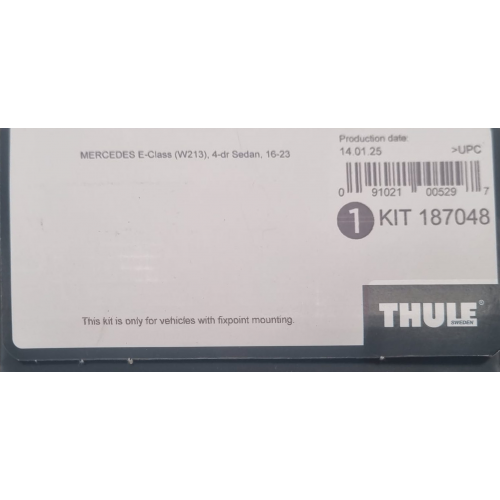 MERCEDES E-Class (W213), 4-dr Sedan, 16-23
Production date:
14.01.25 >UPC
0 91021 00529 7
1 KIT 187048
This kit is only for vehicles with fixpoint mounting.
THULE
SWEDEN